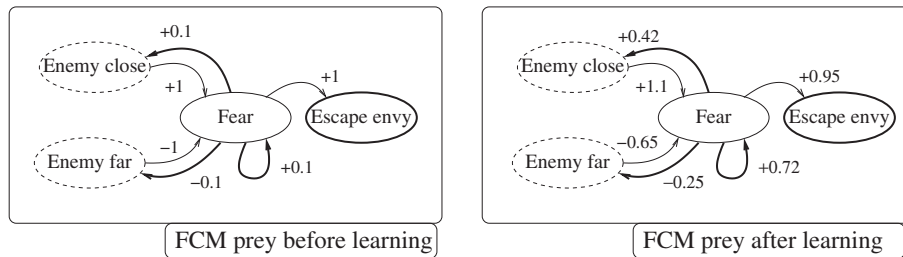 +0.1
Enemy close
+1
+1
Fear
Escape envy
Enemy far
−1
−0.1
+0.1
FCM prey before learning
+0.42
Enemy close
+1.1
+0.95
Fear
Escape envy
Enemy far
−0.65
−0.25
+0.72
FCM prey after learning